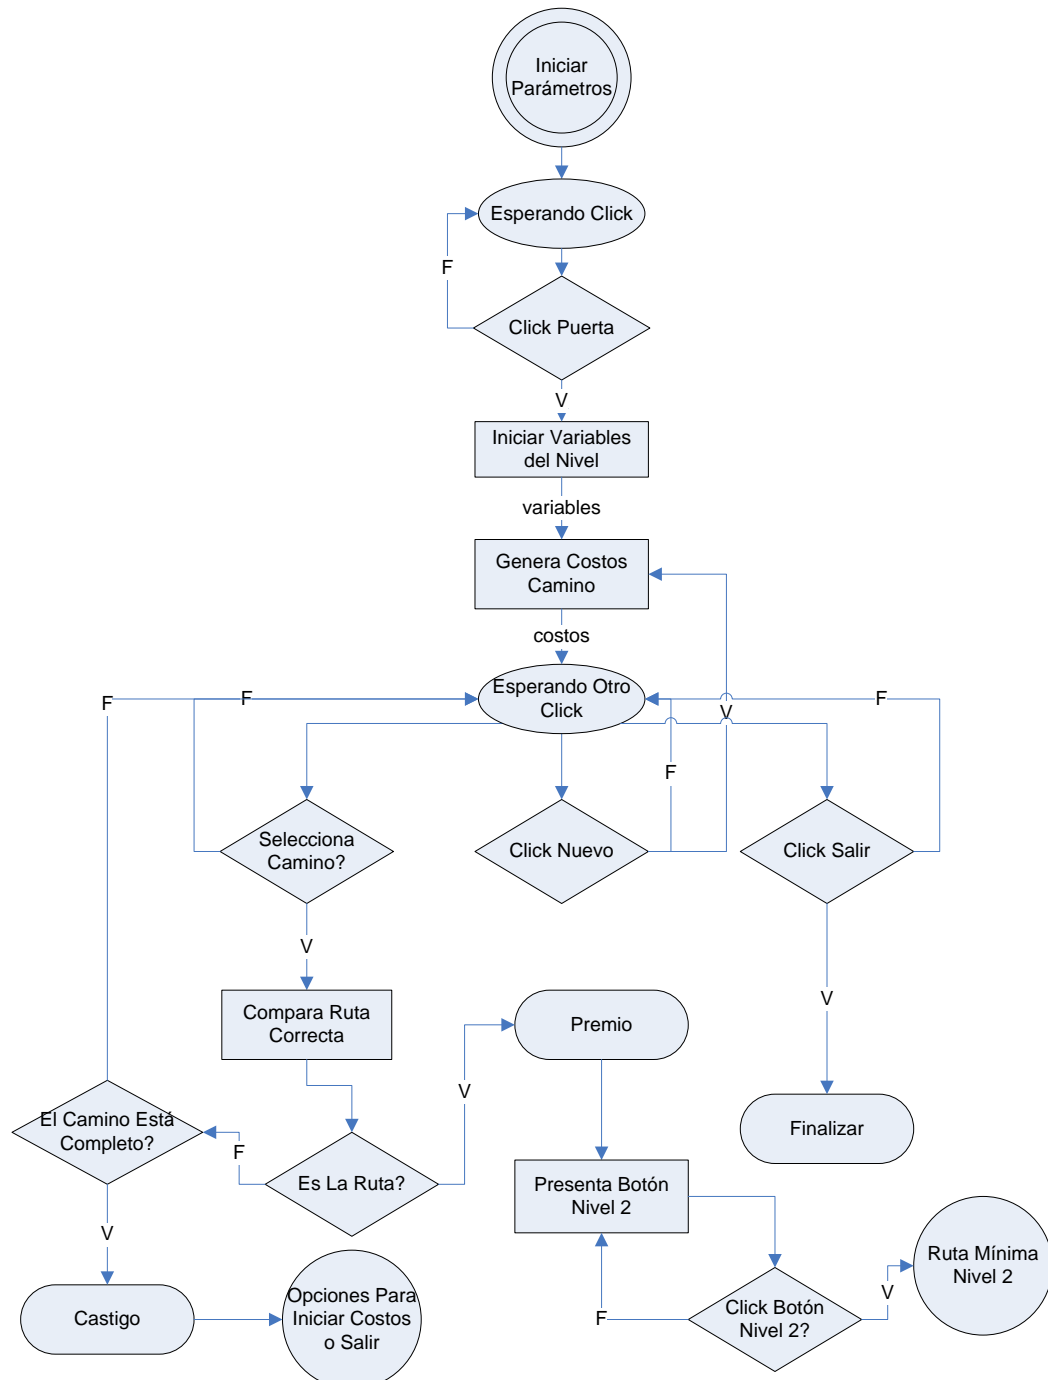 Iniciar
Parámetros
Esperando Click
F
Click Puerta
V
Iniciar Variables
del Nivel
variables
Genera Costos
Camino
costos
Esperando Otro
Click
F
F
F
V
F
Selecciona
Camino?
Click Nuevo
Click Salir
V
V
Compara Ruta
Correcta
Premio
V
El Camino Está
Completo?
F
Es La Ruta?
Finalizar
Presenta Botón
Nivel 2
V
Ruta Mínima
Nivel 2
V
F
Click Botón
Nivel 2?
Castigo
Opciones Para
Iniciar Costos
o Salir